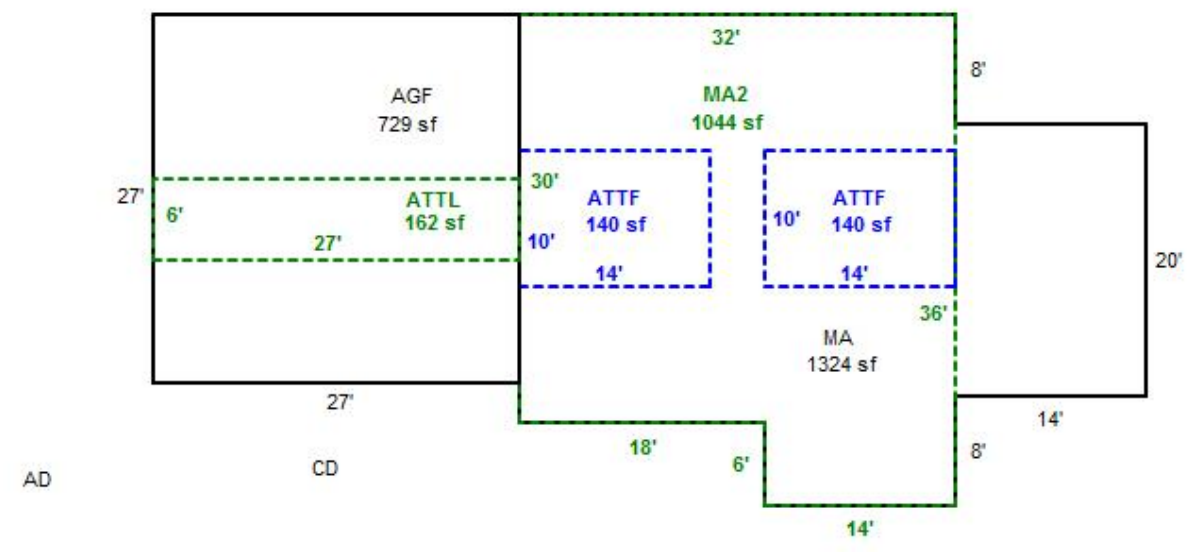 32'
8'
AGF
729 sf
MA2
1044 sf
27'
6'
ATTL
162 sf
27'
30'
ATTF
140 sf
10'
14'
10'
ATTF
140 sf
14'
20'
36'
MA
1324 sf
27'
14'
18'
6'
8'
AD
CD
14'